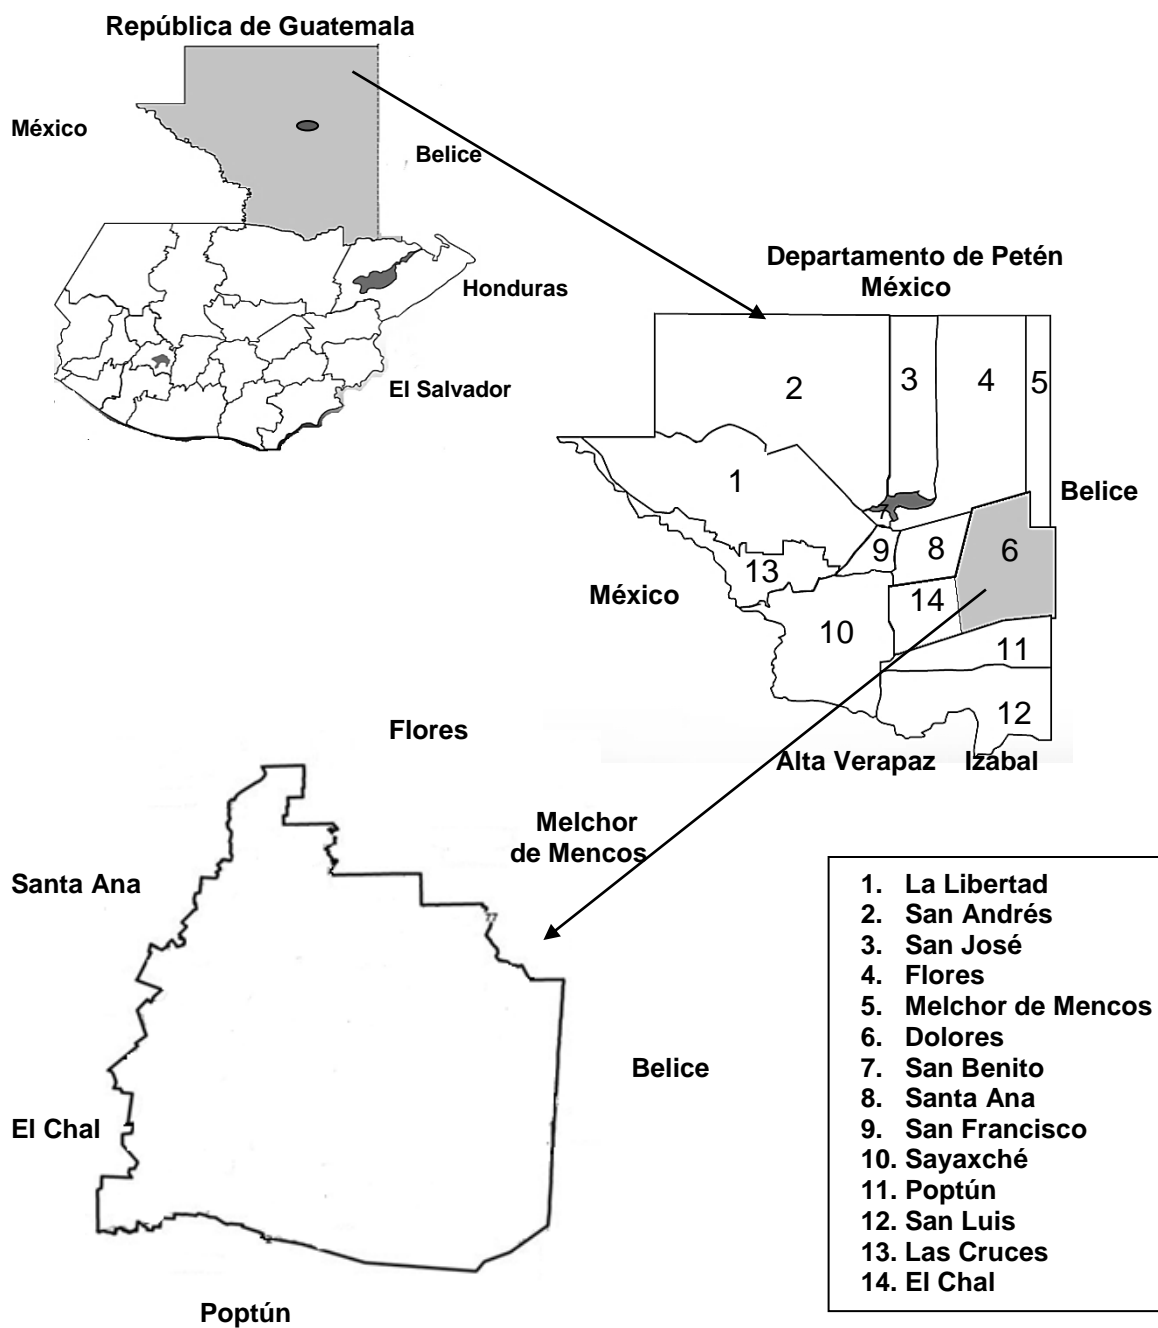 República de Guatemala
México
Belice
Honduras
El Salvador
Departamento de Petén
México
2
3
4
5
1
Belice
7
9
8
6
13
México
14
10
11
12
Alta Verapaz Izabal
Flores
Melchor
de Mencos
Santa Ana
Belice
El Chal
Poptún
1. La Libertad
2. San Andrés
3. San José
4. Flores
5. Melchor de Mencos
6. Dolores
7. San Benito
8. Santa Ana
9. San Francisco
10. Sayaxché
11. Poptún
12. San Luis
13. Las Cruces
14. El Chal